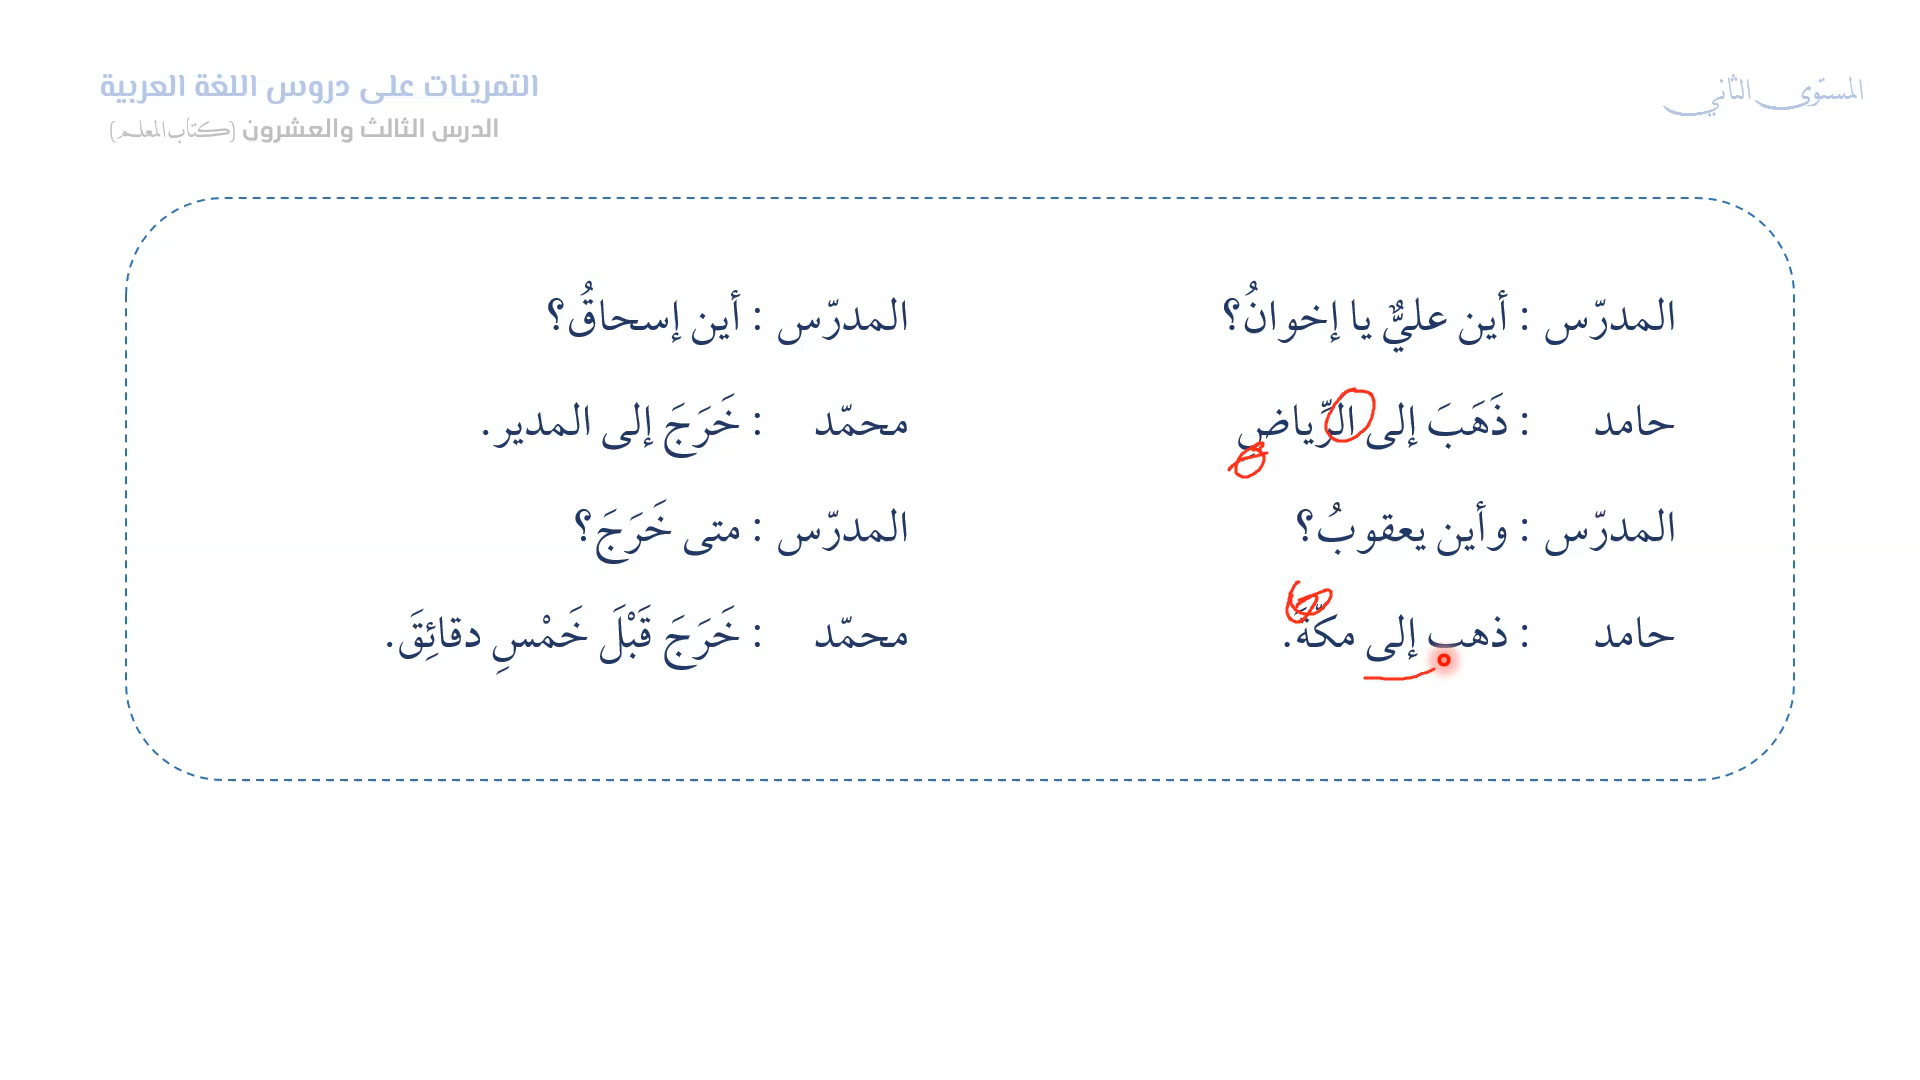 المستوى الثاني
التمرينات على دروس اللغة العربية
الدرس الثالث والعشرون (كتاب المعلم)
المدرّس : أين عليٌّ يا إخوانُ؟
حامد : ذَهَبَ إلى الرِّياضِ
المدرّس : وأين يعقوبُ؟
حامد : ذهب إلى مكّةَ.
المدرّس : أين إسحاقُ؟
محمّد : خَرَجَ إلى المدير.
المدرّس : متى خَرَجَ؟
محمّد : خَرَجَ قَبْلَ خَمْسِ دقائِقَ.